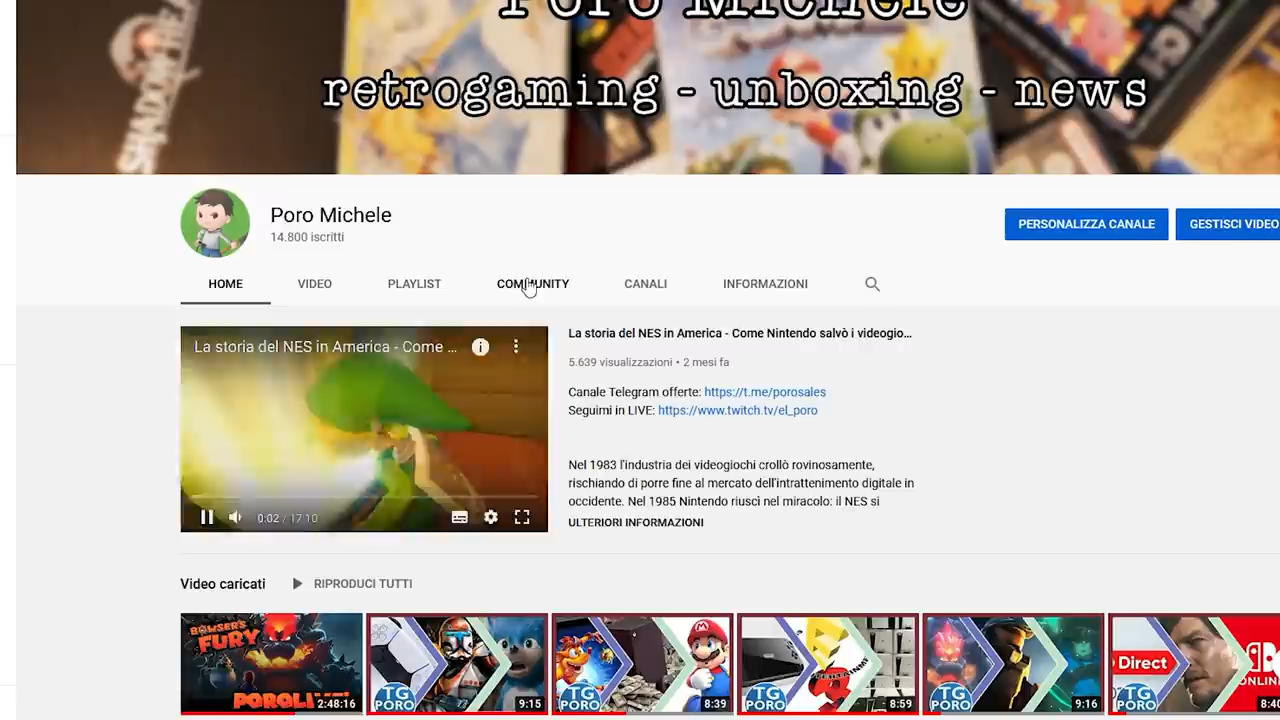 Poro Michele
retrogaming - unboxing - news
SHADOW THE
Poro Michele
14.800 iscritti
PERSONALIZZA CANALE
GESTISCI VIDEO
HOME
VIDEO
PLAYLIST
COMMUNITY
CANALI
INFORMAZIONI
La storia del NES in America - Come ...
0:02 / 17:10
La storia del NES in America - Come Nintendo salvò i videogio...
5.639 visualizzazioni • 2 mesi fa
Canale Telegram offerte: https://t.me/porosales
Seguimi in LIVE: https://www.twitch.tv/el_poro
Nel 1983 l'industria dei videogiochi crollò rovinosamente,
rischiando di porre fine al mercato dell'intrattenimento digitale in
occidente. Nel 1985 Nintendo riuscì nel miracolo: il NES si
ULTERIORI INFORMAZIONI
Video caricati
RIPRODUCI TUTTI
BOWSER'S
FURY
2:48:16
TG
PORO
9:15
TG
PORO
8:39
TG
PORO
8:59
TG
PORO
9:16
Direct
TG
PORO